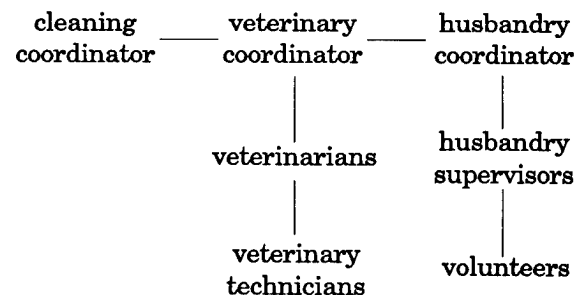 cleaning
coordinator
veterinary
coordinator
husbandry
coordinator
veterinarians
husbandry
supervisors
veterinary
technicians
volunteers